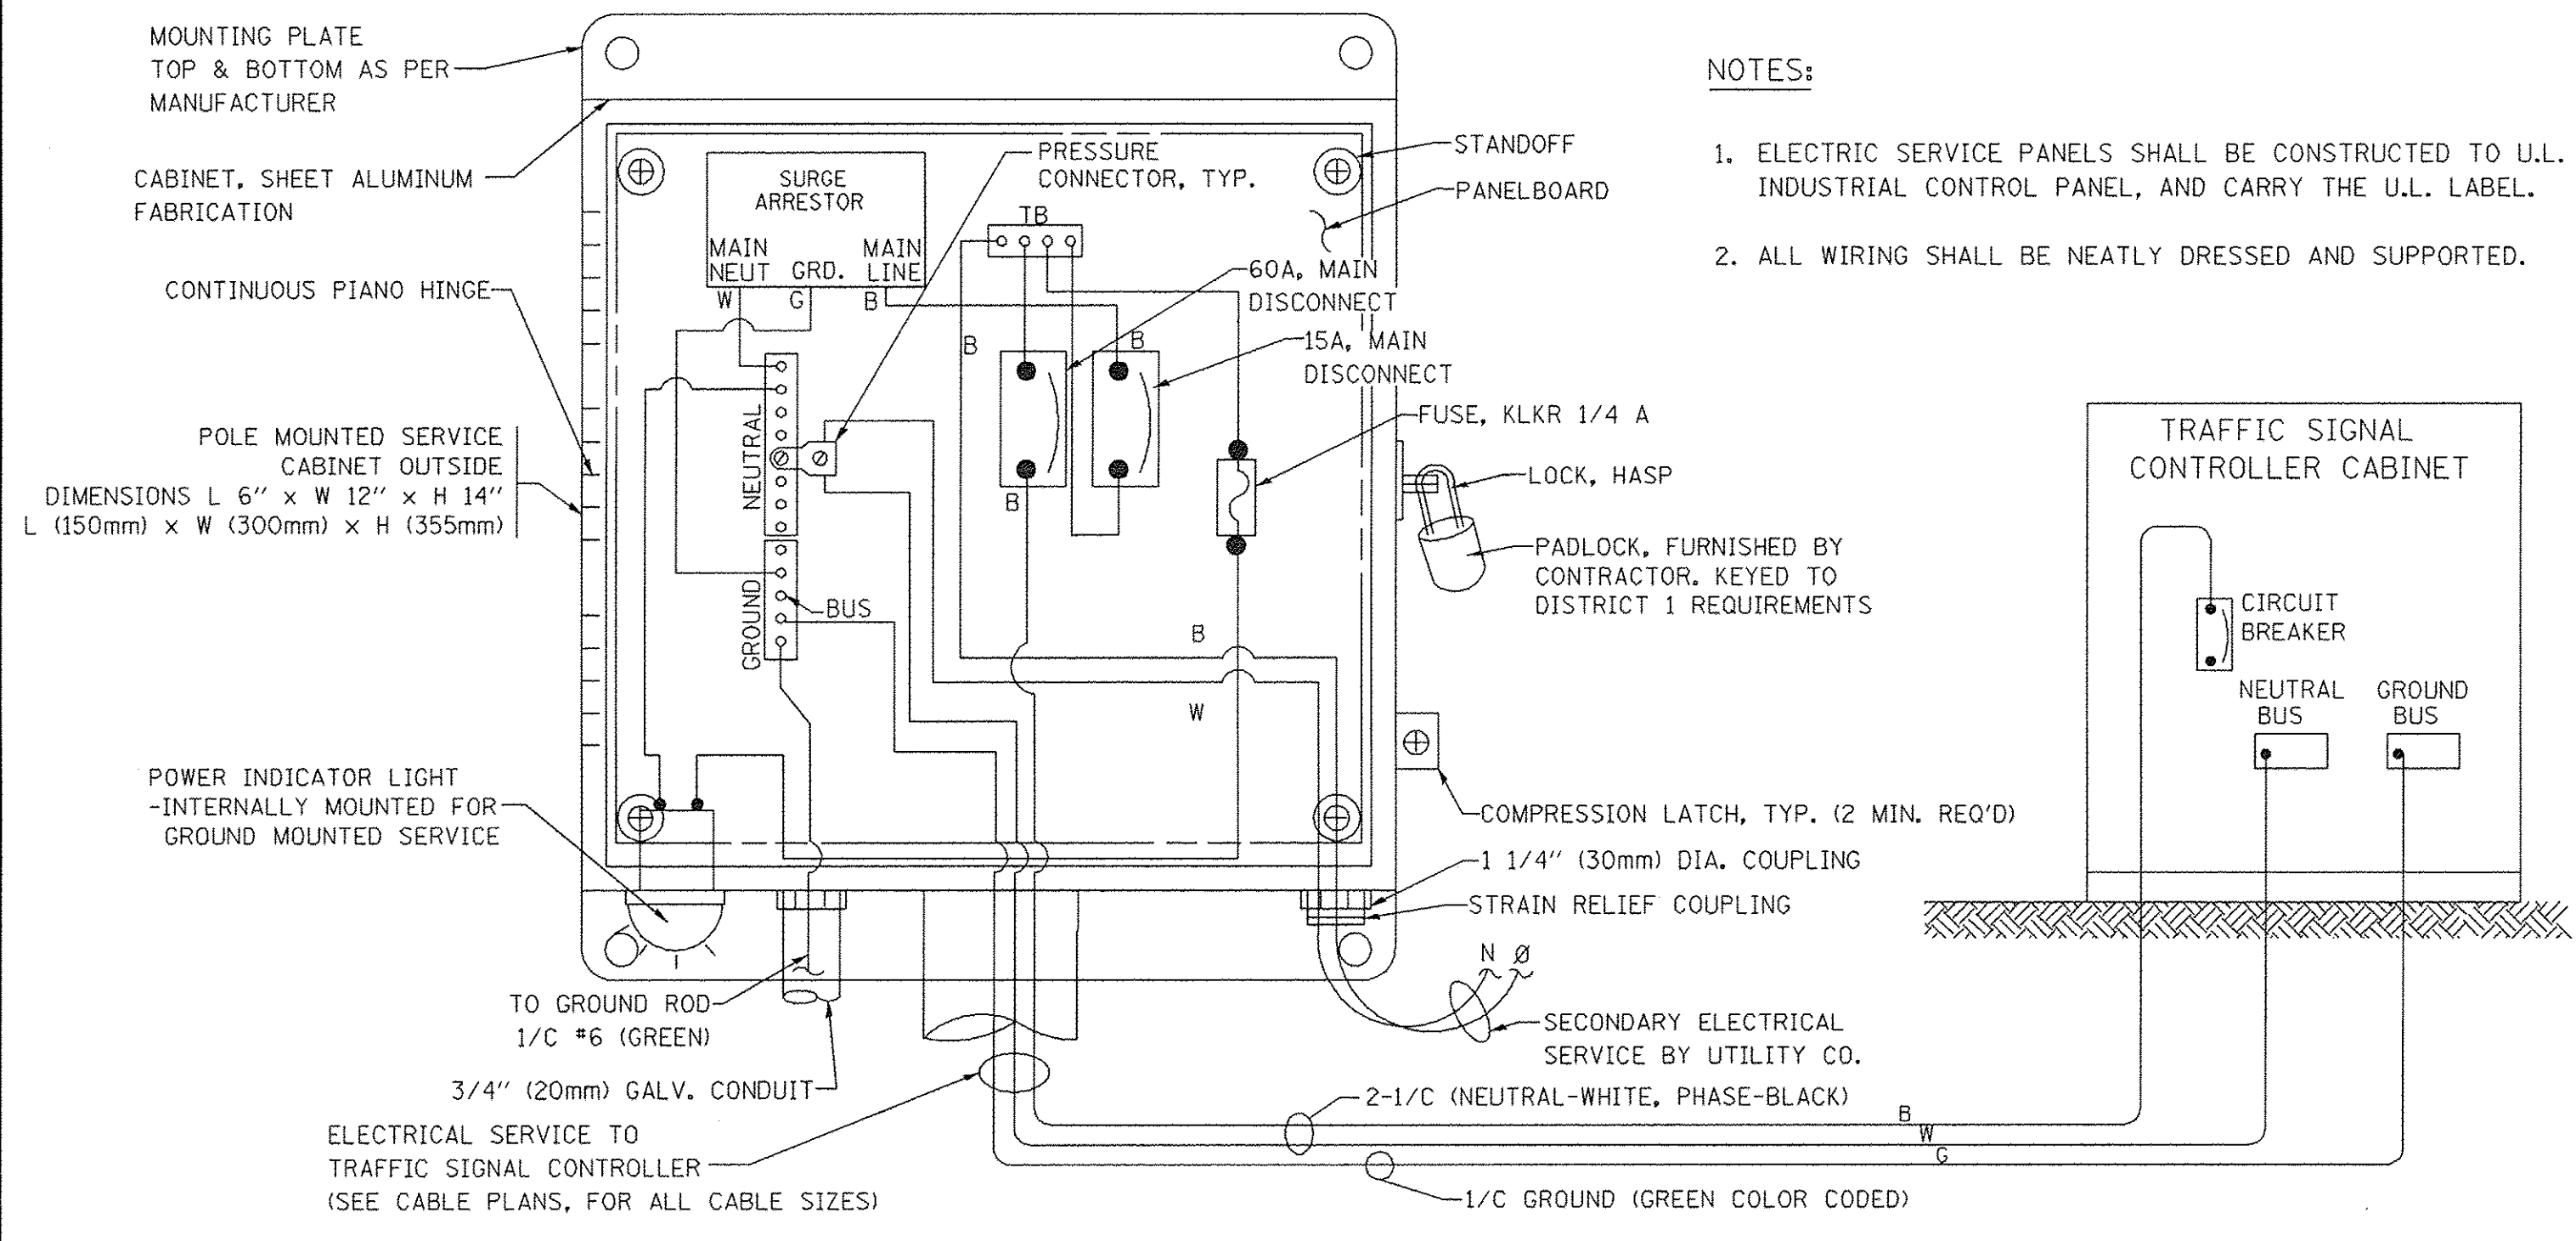 MOUNTING PLATE
TOP & BOTTOM AS PER
MANUFACTURER
CABINET, SHEET ALUMINUM
FABRICATION
CONTINUOUS PIANO HINGE
POLE MOUNTED SERVICE
CABINET OUTSIDE
DIMENSIONS L 6" x W 12" x H 14"
L (150mm) x W (300mm) x H (355mm)
POWER INDICATOR LIGHT
-INTERNALLY MOUNTED FOR
GROUND MOUNTED SERVICE
SURGE
ARRESTOR
MAIN
NEUT
GRD.
MAIN
LINE
W
G
B
PRESSURE
CONNECTOR, TYP.
TB
STANDOFF
PANELBOARD
60A, MAIN
DISCONNECT
15A, MAIN
DISCONNECT
B
B
B
NEUTRAL
GROUND
BUS
FUSE, KLKR 1/4 A
LOCK, HASP
PADLOCK, FURNISHED BY
CONTRACTOR. KEYED TO
DISTRICT 1 REQUIREMENTS
B
W
COMPRESSION LATCH, TYP. (2 MIN. REQ'D)
1 1/4" (30mm) DIA. COUPLING
STRAIN RELIEF COUPLING
N Ø
SECONDARY ELECTRICAL
SERVICE BY UTILITY CO.
TO GROUND ROD
1/C #6 (GREEN)
3/4" (20mm) GALV. CONDUIT
ELECTRICAL SERVICE TO
TRAFFIC SIGNAL CONTROLLER
(SEE CABLE PLANS, FOR ALL CABLE SIZES)
2-1/C (NEUTRAL-WHITE, PHASE-BLACK)
B
W
G
1/C GROUND (GREEN COLOR CODED)
NOTES:
1. ELECTRIC SERVICE PANELS SHALL BE CONSTRUCTED TO U.L.
INDUSTRIAL CONTROL PANEL, AND CARRY THE U.L. LABEL.
2. ALL WIRING SHALL BE NEATLY DRESSED AND SUPPORTED.
TRAFFIC SIGNAL
CONTROLLER CABINET
CIRCUIT
BREAKER
NEUTRAL
BUS
GROUND
BUS